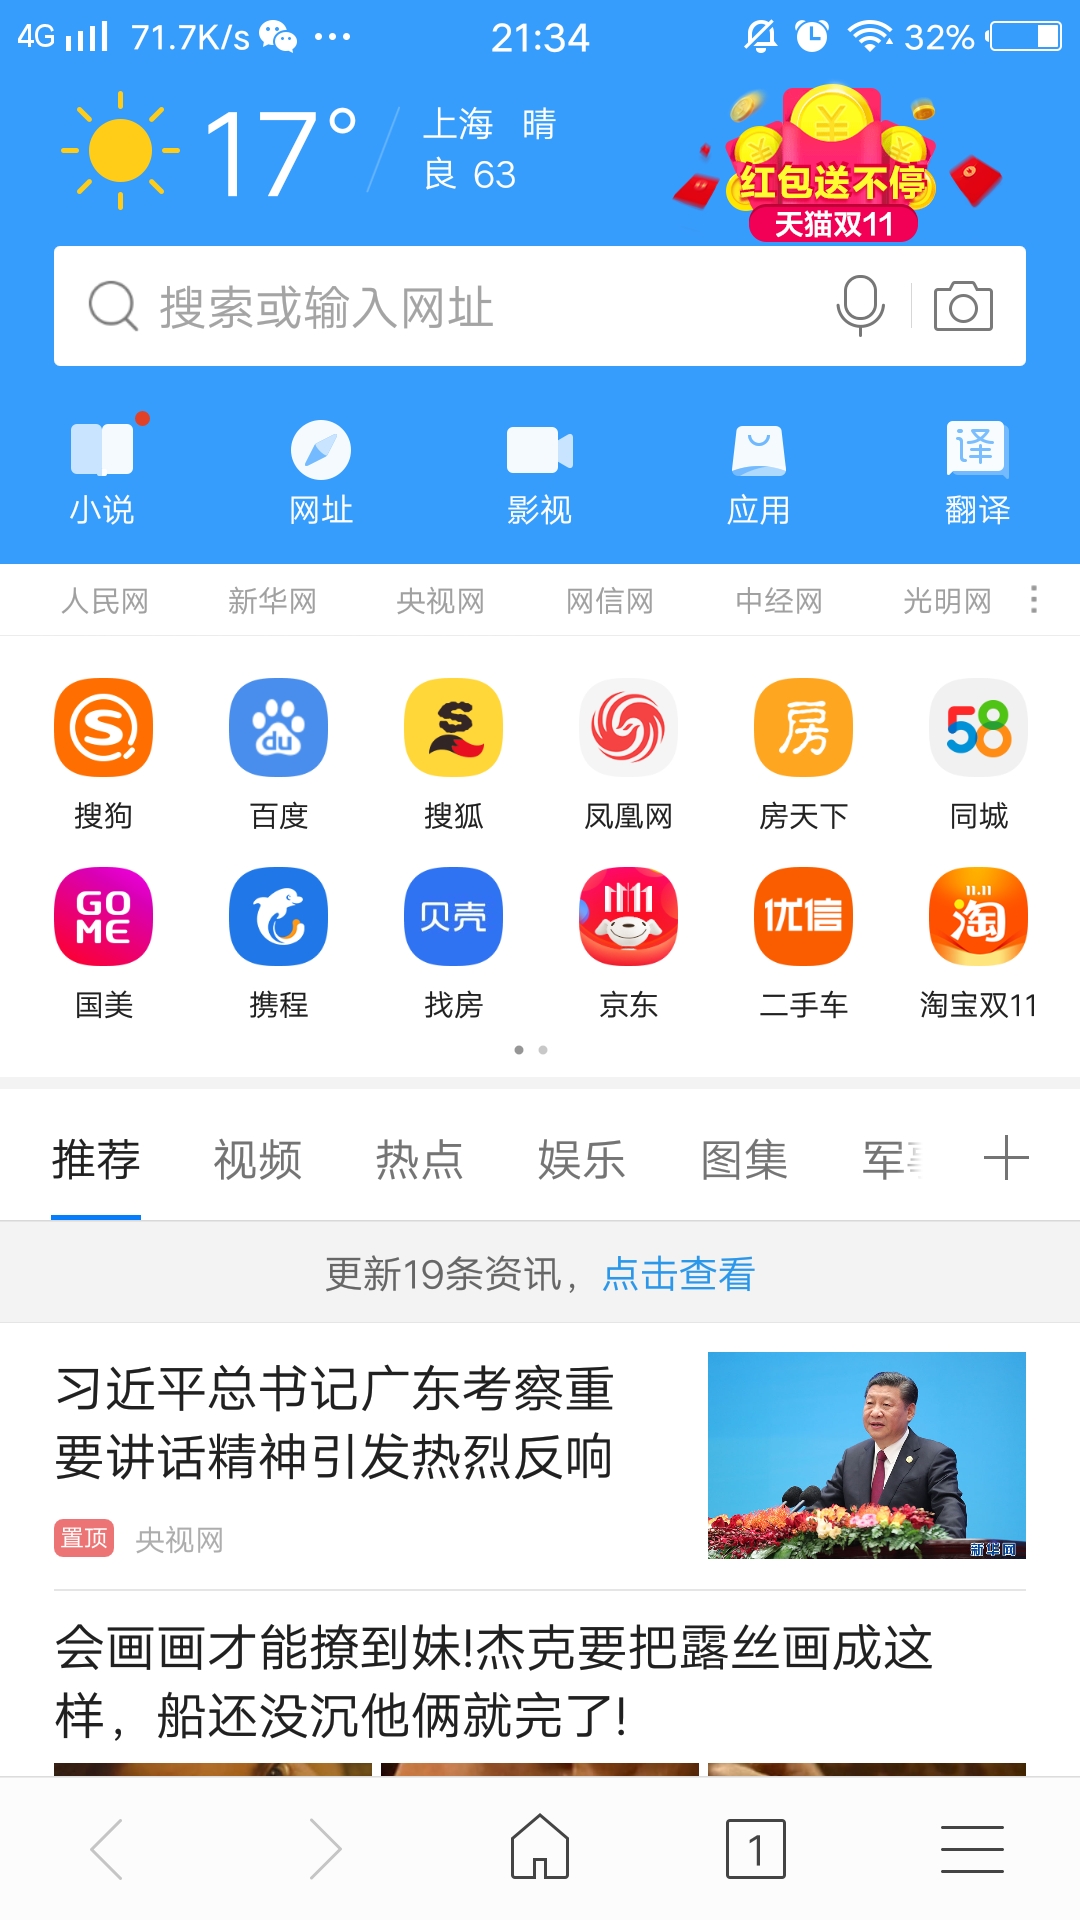 4G 71.7K/s 21:34 32%
17° 上海 晴
良 63
红包送不停
天猫双11
搜索或输入网址
译
小说 网址 影视 应用 翻译
人民网 新华网 央视网 网信网 中经网 光明网
S du S 房 58
搜狗 百度 搜狐 凤凰网 房天下 同城
GO
ME 贝壳 11 11 优信 11.11 淘
国美 携程 找房 京东 二手车 淘宝双11
推荐 视频 热点 娱乐 图集 军事
更新19条资讯，点击查看
习近平总书记广东考察重
要讲话精神引发热烈反响
新华网
置顶 央视网
会画画才能撩到妹!杰克要把露丝画成这
样，船还没沉他俩就完了!
1